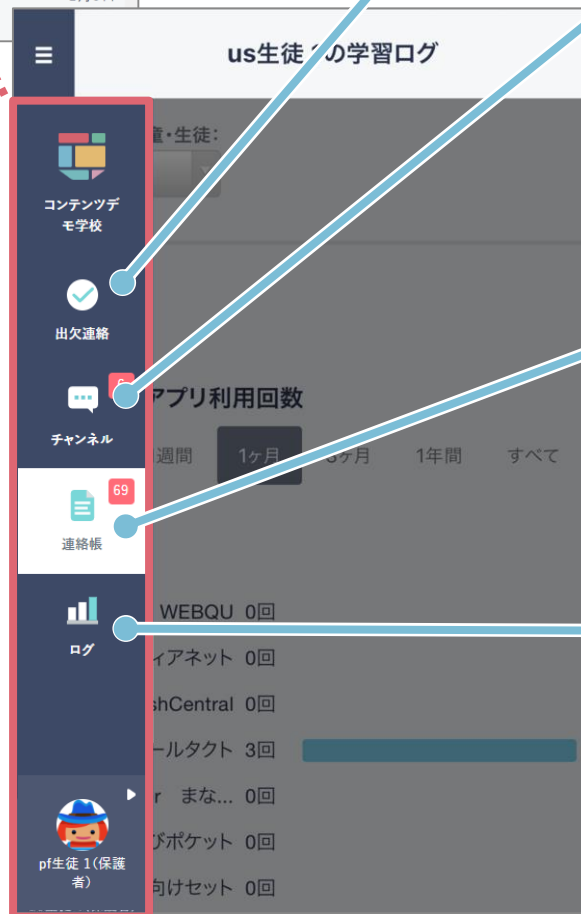 us生徒 1の学習ログ
童・生徒:
コンテンツデ
モ学校
出欠連絡
チャンネル
アプリ利用回数
週間
1ヶ月
3ヶ月
1年間
すべて
69
連絡帳
ログ
WEBQU 0回
ィアネット 0回
shCentral 0回
ールタクト 3回
r まな... 0回
びポケット 0回
向けセット 0回
pf生徒 1(保護
者)